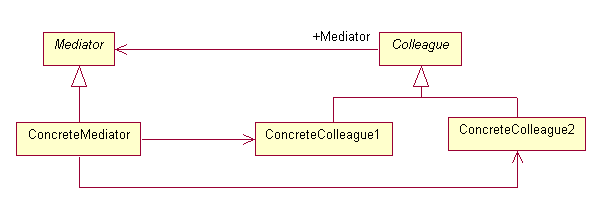 Mediator
+Mediator
Colleague
ConcreteMediator
ConcreteColleague1
ConcreteColleague2